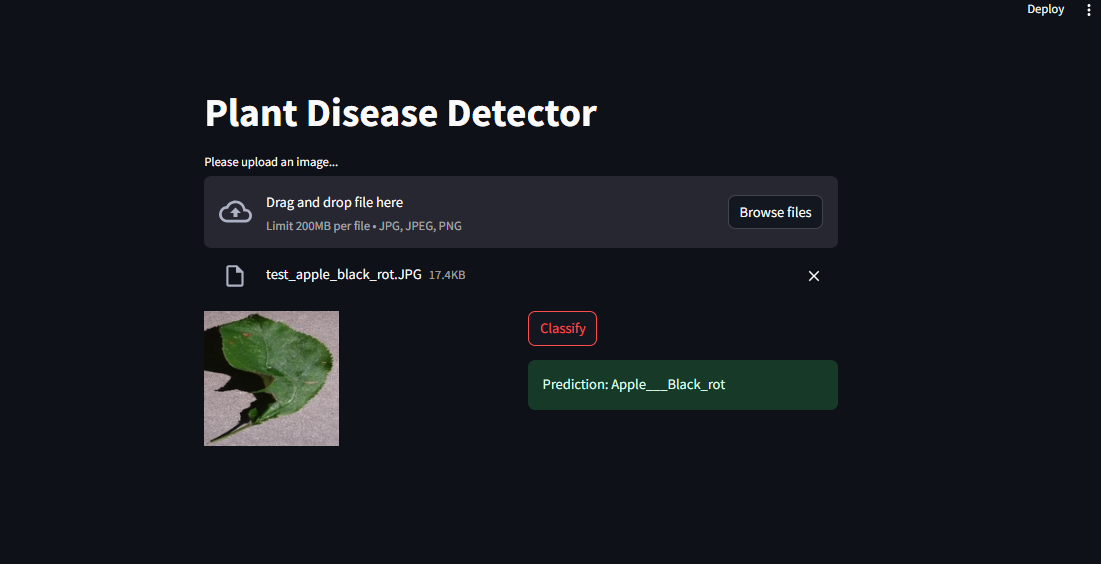 Deploy
Plant Disease Detector
Please upload an image...
Drag and drop file here
Limit 200MB per file • JPG, JPEG, PNG
Browse files
test_apple_black_rot.JPG 17.4KB
Classify
Prediction: Apple___Black_rot